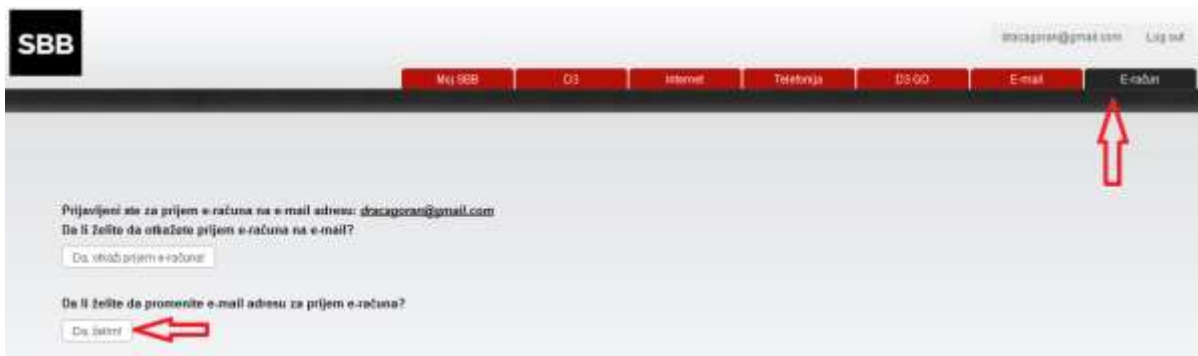 SBB
dracagoran@gmail.com Log out
Moj SBB D3 Internet Telefonija D3 GO E-mail E-račun
Prijavljeni ste za prijem e-računa na e-mail adresu: dracagoran@gmail.com
Da li želite da otkažete prijem e-računa na e-mail?
Da, otkaži prijem e-računa!
Da li želite da promenite e-mail adresu za prijem e-računa?
Da, želim!